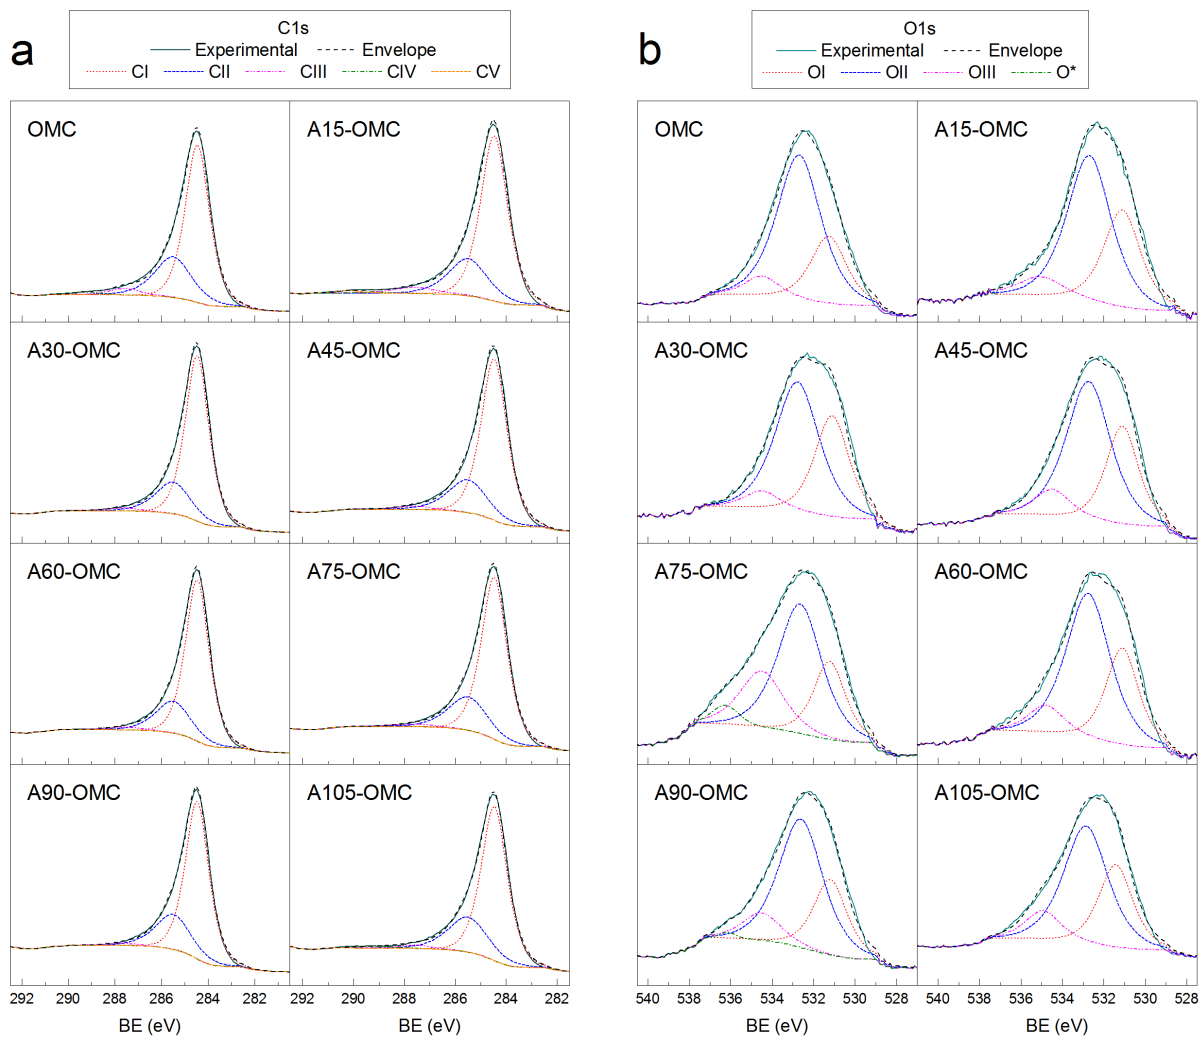 a
C1s
Experimental Envelope
CI CII CIII CIV CV
OMC A15-OMC
A30-OMC A45-OMC
A60-OMC A75-OMC
A90-OMC A105-OMC
292 290 288 286 284 282 292 290 288 286 284 282
BE (eV) BE (eV)
b
O1s
Experimental Envelope
OI OII OIII O*
OMC A15-OMC
A30-OMC A45-OMC
A75-OMC A60-OMC
A90-OMC A105-OMC
540 538 536 534 532 530 540 538 536 534 532 530 528
BE (eV) BE (eV)